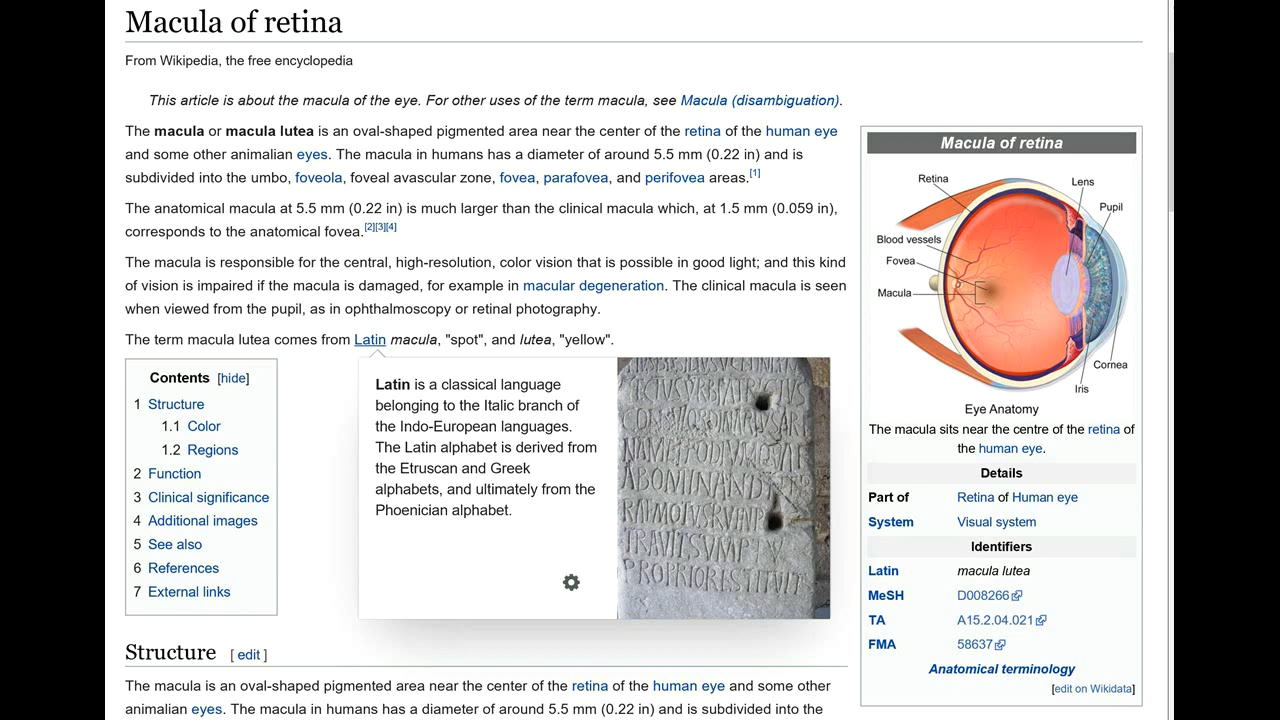 Macula of retina
From Wikipedia, the free encyclopedia
This article is about the macula of the eye. For other uses of the term macula, see Macula (disambiguation).
The macula or macula lutea is an oval-shaped pigmented area near the center of the retina of the human eye
and some other animalian eyes. The macula in humans has a diameter of around 5.5 mm (0.22 in) and is
subdivided into the umbo, foveola, foveal avascular zone, fovea, parafovea, and perifovea areas.[1]
The anatomical macula at 5.5 mm (0.22 in) is much larger than the clinical macula which, at 1.5 mm (0.059 in),
corresponds to the anatomical fovea.[2][3][4]
The macula is responsible for the central, high-resolution, color vision that is possible in good light; and this kind
of vision is impaired if the macula is damaged, for example in macular degeneration. The clinical macula is seen
when viewed from the pupil, as in ophthalmoscopy or retinal photography.
The term macula lutea comes from Latin macula, "spot", and lutea, "yellow".
Contents [hide]
1 Structure
1.1 Color
1.2 Regions
2 Function
3 Clinical significance
4 Additional images
5 See also
6 References
7 External links
Latin is a classical language
belonging to the Italic branch of
the Indo-European languages.
The Latin alphabet is derived from
the Etruscan and Greek
alphabets, and ultimately from the
Phoenician alphabet.
PROPRIO RESTITVIT
Structure [ edit ]
The macula is an oval-shaped pigmented area near the center of the retina of the human eye and some other
animalian eyes. The macula in humans has a diameter of around 5.5 mm (0.22 in) and is subdivided into the
Macula of retina
Retina
Lens
Pupil
Blood vessels
Fovea
Macula
Cornea
Iris
Eye Anatomy
The macula sits near the centre of the retina of
the human eye.
Details
Part of Retina of Human eye
System Visual system
Identifiers
Latin macula lutea
MeSH D008266
TA A15.2.04.021
FMA 58637
Anatomical terminology
[edit on Wikidata]